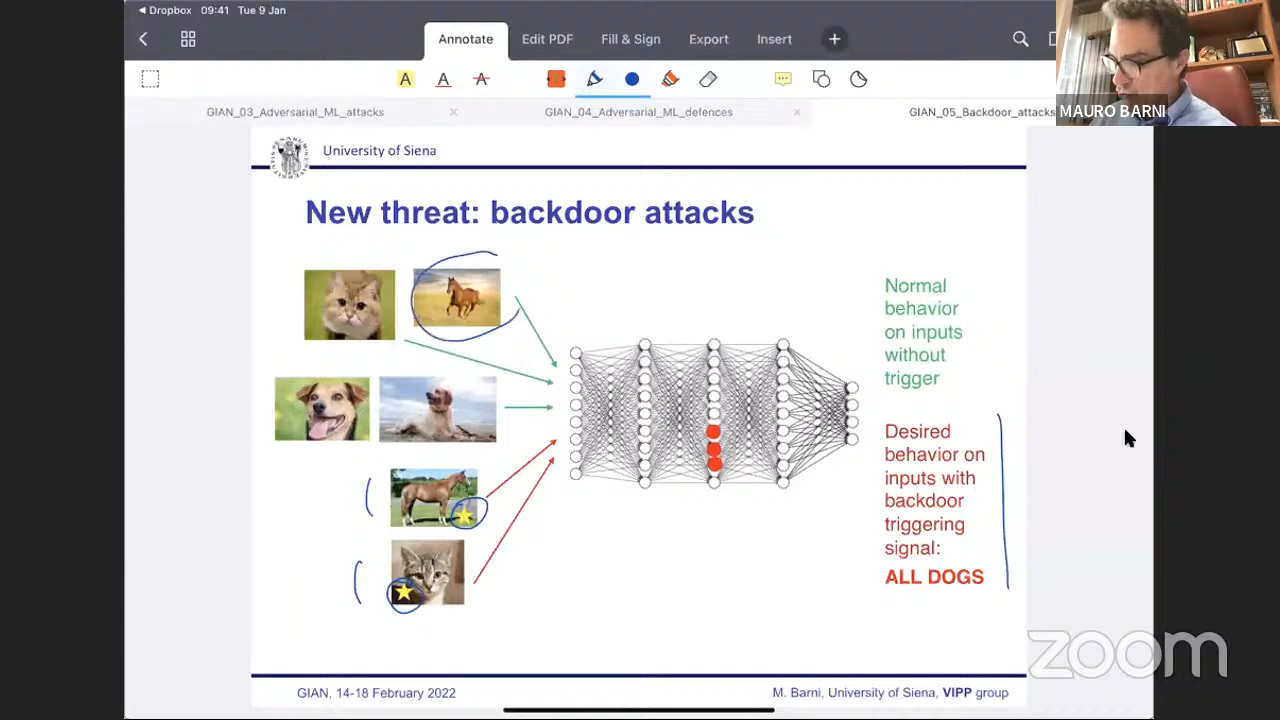 Dropbox 09:41 Tue 9 Jan
Annotate Edit PDF Fill & Sign Export Insert
A A A
GIAN_03_Adversarial_ML_attacks GIAN_04_Adversarial_ML_defences GIAN_05_Backdoor_attacks
MAURO BARNI
University of Siena
New threat: backdoor attacks
Normal
behavior
on inputs
without
trigger
Desired
behavior on
inputs with
backdoor
triggering
signal:
ALL DOGS
zoom
GIAN, 14-18 February 2022
M. Barni, University of Siena, VIPP group